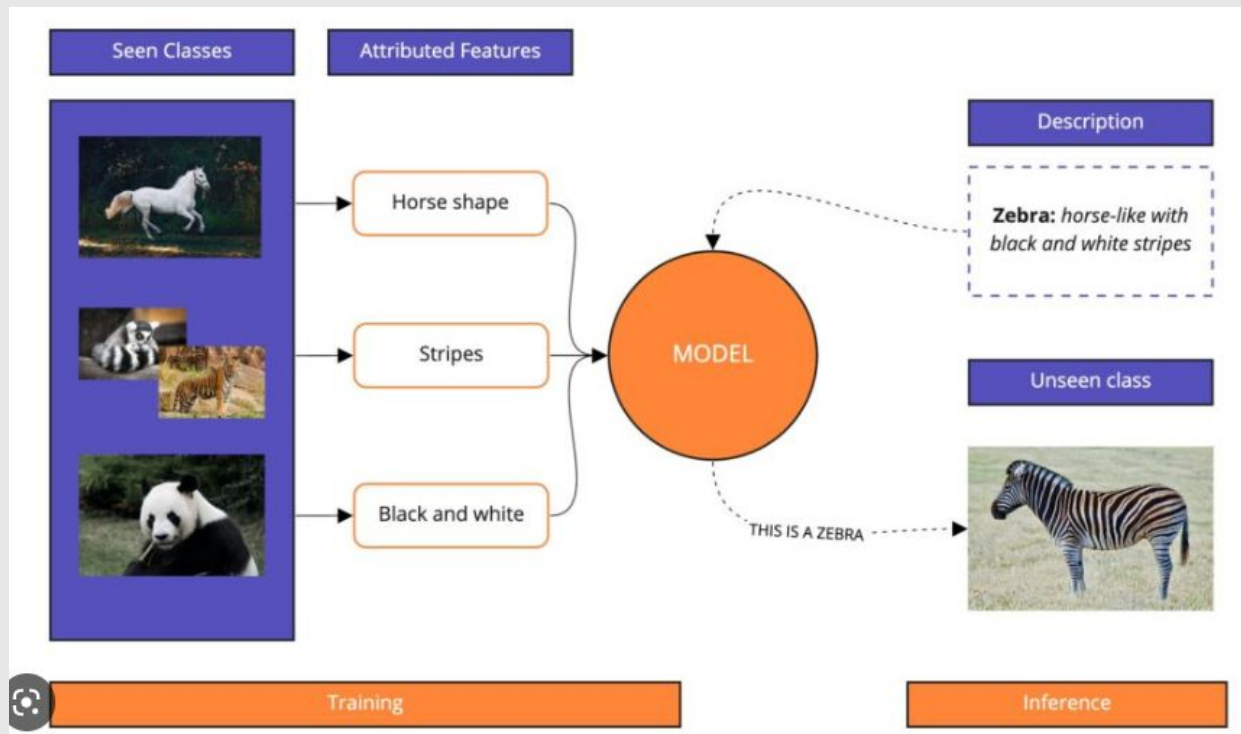 Seen Classes
Attributed Features
Horse shape
Stripes
Black and white
MODEL
Description
Zebra: horse-like with
black and white stripes
Unseen class
THIS IS A ZEBRA
Training
Inference